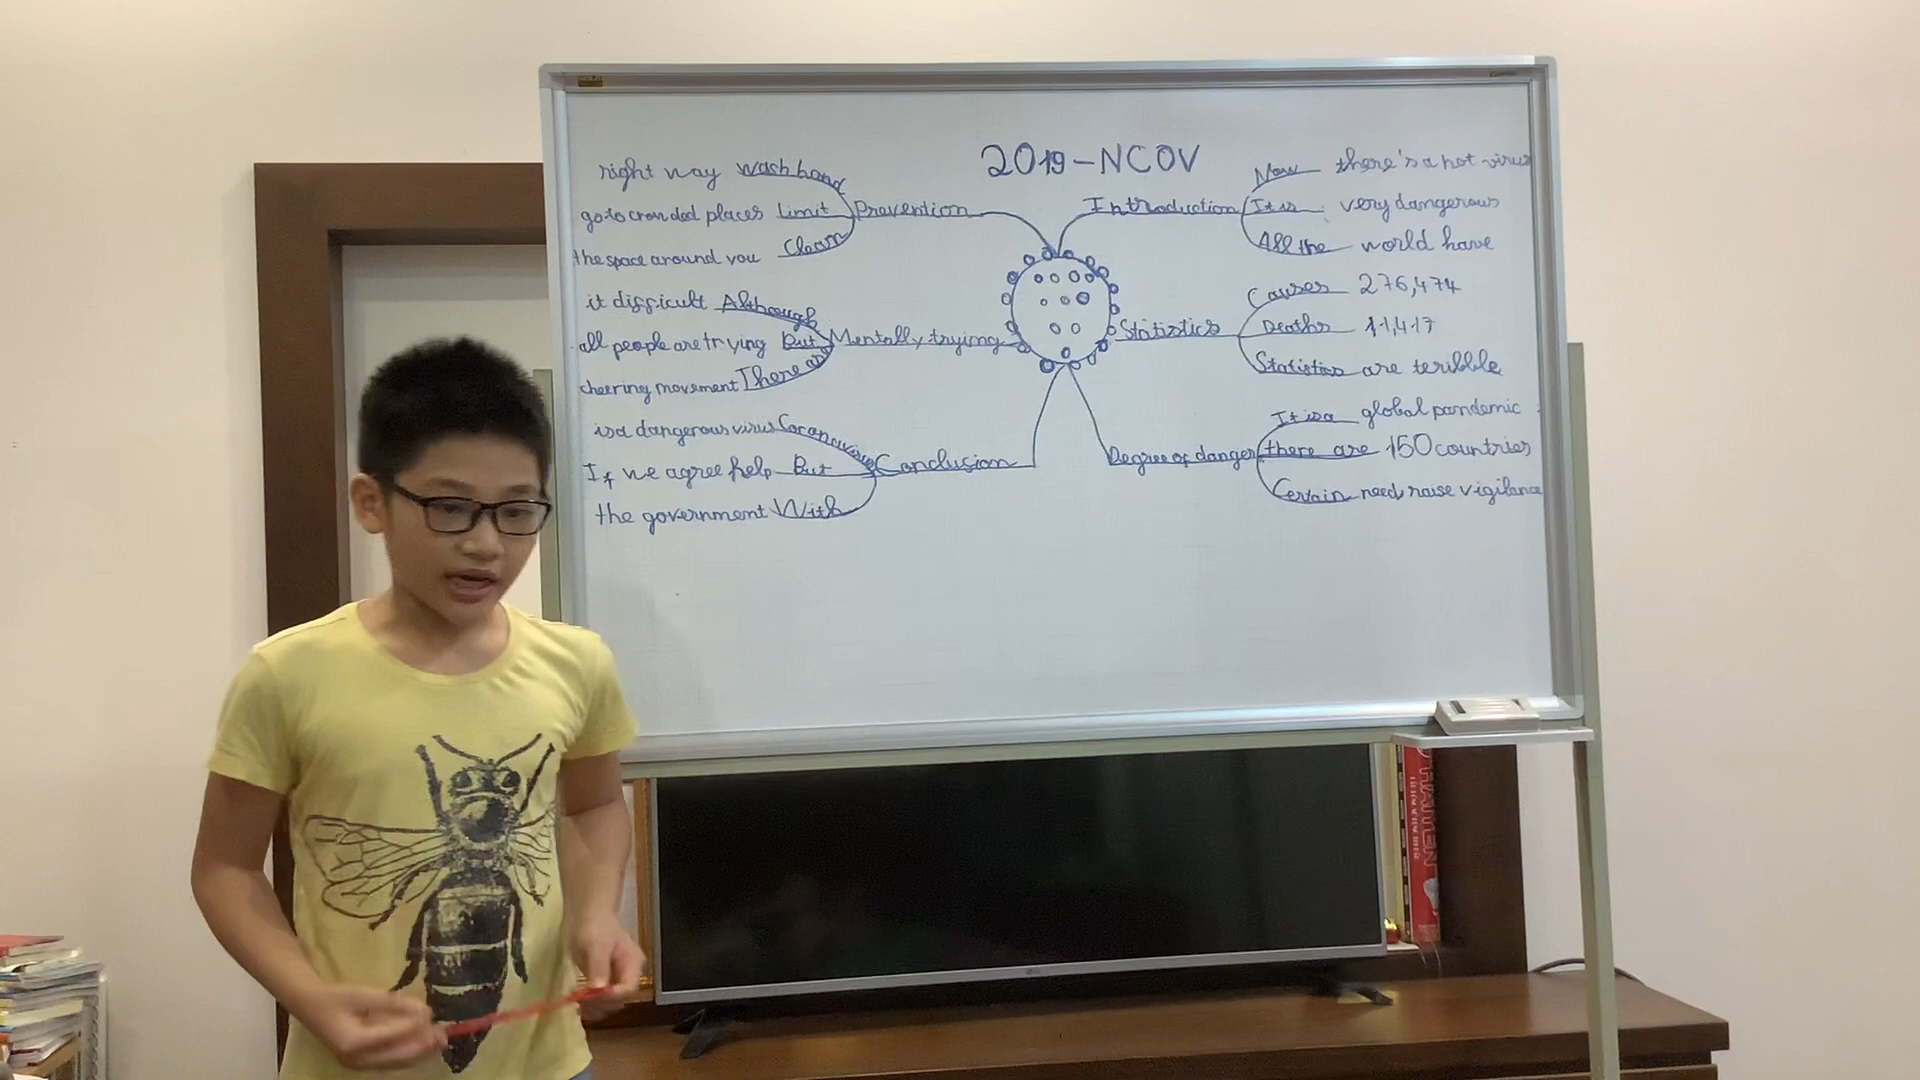 2019-NCOV
right way wash hand
go to crowded places Limit
the space around you Clean
Prevention
it difficult Although
all people are trying But
cheering movement There are
Mentally trying
is a dangerous virus Coronavirus
If we agree help But
the government With
Conclusion
Introduction
Now there's a hot virus
It is very dangerous
All the world have
Statistics
Causes 276,474
Deaths 11,417
Statistics are teribble
Degree of danger
It is a global pandemic
there are 150 countries
Certain need raise vigilance
LG